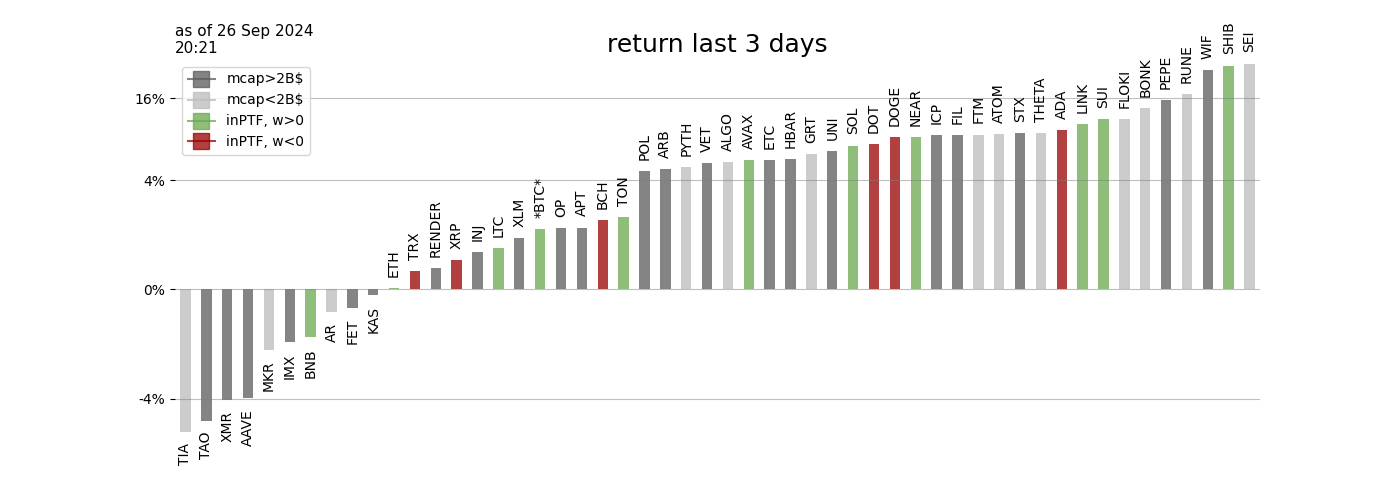 as of 26 Sep 2024
20:21
return last 3 days
mcap>2B$
mcap<2B$
inPTF, w>0
inPTF, w<0
16%
4%
0%
-4%
TIA
TAO
XMR
AAVE
MKR
IMX
BNB
AR
FET
KAS
ETH
TRX
RENDER
XRP
INJ
LTC
XLM
*BTC*
OP
APT
BCH
TON
POL
ARB
PYTH
VET
ALGO
AVAX
ETC
HBAR
GRT
UNI
SOL
DOT
DOGE
NEAR
ICP
FIL
FTM
ATOM
STX
THETA
ADA
LINK
SUI
FLOKI
BONK
PEPE
RUNE
WIF
SHIB
SEI